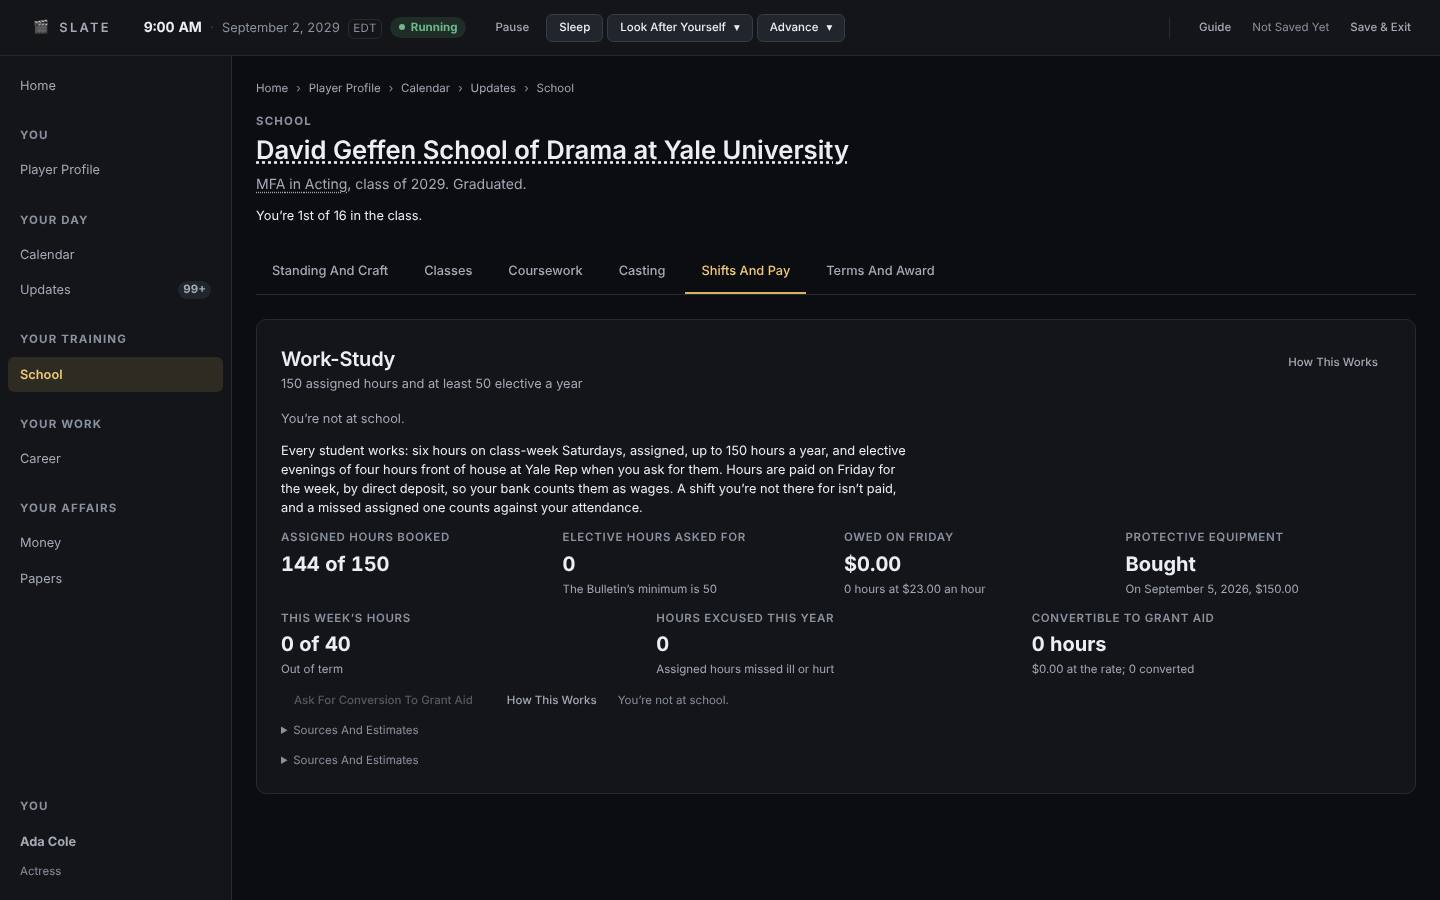 SLATE
9:00 AM · September 2, 2029 EDT Running
Pause
Sleep
Look After Yourself ▾
Advance ▾
Guide
Not Saved Yet
Save & Exit
Home
YOU
Player Profile
YOUR DAY
Calendar
Updates 99+
YOUR TRAINING
School
YOUR WORK
Career
YOUR AFFAIRS
Money
Papers
YOU
Ada Cole
Actress
Home › Player Profile › Calendar › Updates › School
SCHOOL
David Geffen School of Drama at Yale University
MFA in Acting, class of 2029. Graduated.
You’re 1st of 16 in the class.
Standing And Craft Classes Coursework Casting Shifts And Pay Terms And Award
Work-Study
How This Works
150 assigned hours and at least 50 elective a year
You’re not at school.
Every student works: six hours on class-week Saturdays, assigned, up to 150 hours a year, and elective
evenings of four hours front of house at Yale Rep when you ask for them. Hours are paid on Friday for
the week, by direct deposit, so your bank counts them as wages. A shift you’re not there for isn’t paid,
and a missed assigned one counts against your attendance.
ASSIGNED HOURS BOOKED
144 of 150
ELECTIVE HOURS ASKED FOR
0
The Bulletin’s minimum is 50
OWED ON FRIDAY
$0.00
0 hours at $23.00 an hour
PROTECTIVE EQUIPMENT
Bought
On September 5, 2026, $150.00
THIS WEEK’S HOURS
0 of 40
Out of term
HOURS EXCUSED THIS YEAR
0
Assigned hours missed ill or hurt
CONVERTIBLE TO GRANT AID
0 hours
$0.00 at the rate; 0 converted
Ask For Conversion To Grant Aid How This Works You’re not at school.
▶ Sources And Estimates
▶ Sources And Estimates